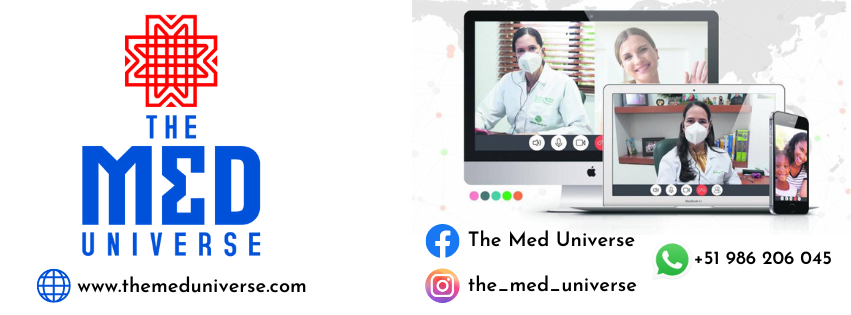 THE
MED
UNIVERSE
www.themeduniverse.com
The Med Universe
the_med_universe
+51 986 206 045